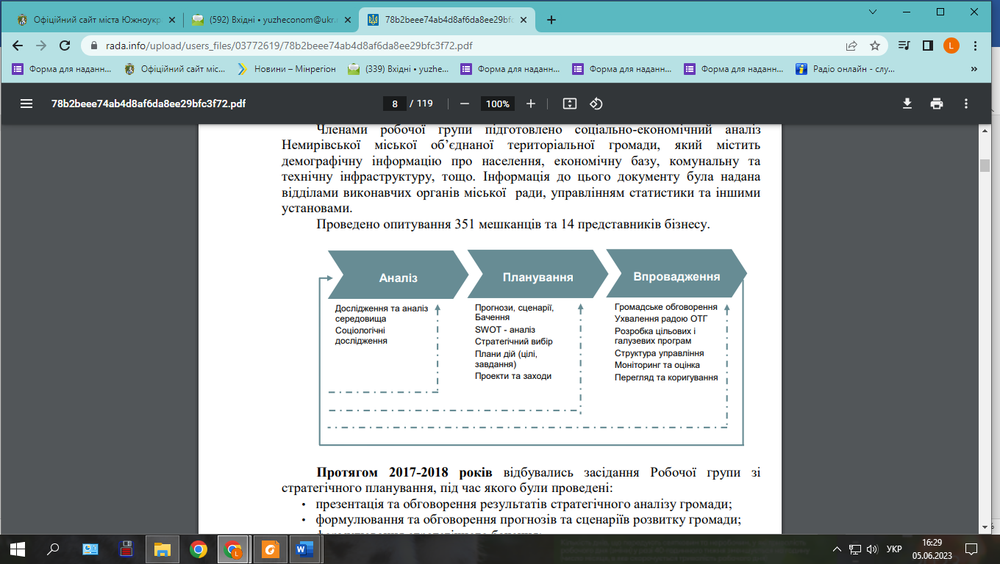 Офіційний сайт міста Южноукр
(592) Вхідні • yuzheconom@ukr.
78b2beee74ab4d8af6da8ee29bfc
rada.info/upload/users_files/03772619/78b2beee74ab4d8af6da8ee29bfc3f72.pdf
L
Форма для наданн...
Офіційний сайт міс...
Новини – Мінрегіон
(339) Вхідні • yuzhe...
Форма для наданн...
Форма для наданн...
Форма для наданн...
Радіо онлайн - слу...
»
78b2beee74ab4d8af6da8ee29bfc3f72.pdf
8 / 119
100%
Членами робочої групи підготовлено соціально-економічний аналіз
Немирівської міської об’єднаної територіальної громади, який містить
демографічну інформацію про населення, економічну базу, комунальну та
технічну інфраструктуру, тощо. Інформація до цього документу була надана
відділами виконавчих органів міської ради, управлінням статистики та іншими
установами.
Проведено опитування 351 мешканців та 14 представників бізнесу.
Аналіз
Дослідження та аналіз
середовища
Соціологічні
дослідження
Планування
Прогнози, сценарії,
Бачення
SWOT - аналіз
Стратегічний вибір
Плани дій (цілі,
завдання)
Проекти та заходи
Впровадження
Громадське обговорення
Ухвалення радою ОТГ
Розробка цільових і
галузевих програм
Структура управління
Моніторинг та оцінка
Перегляд та коригування
Протягом 2017-2018 років відбувались засідання Робочої групи зі
стратегічного планування, під час якого були проведені:
• презентація та обговорення результатів стратегічного аналізу громади;
• формулювання та обговорення прогнозів та сценаріїв розвитку громади;
L
G
W
УКР
16:29
05.06.2023